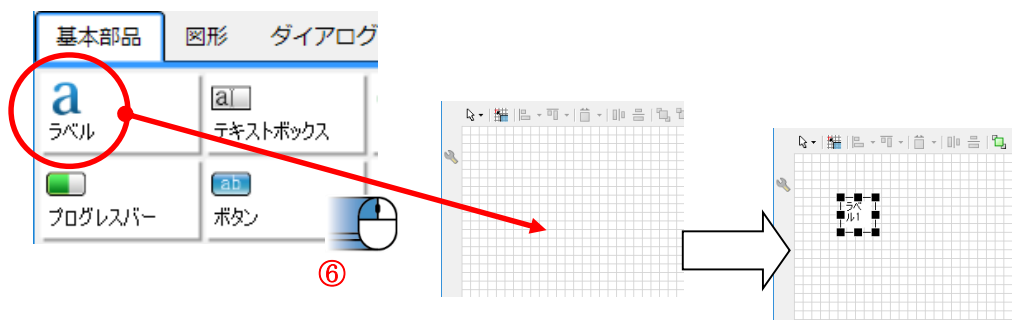 基本部品 図形 ダイアログ
a
ラベル
a
テキストボックス
プログレスバー
ab
ボタン
⑥
ラベ
ル1